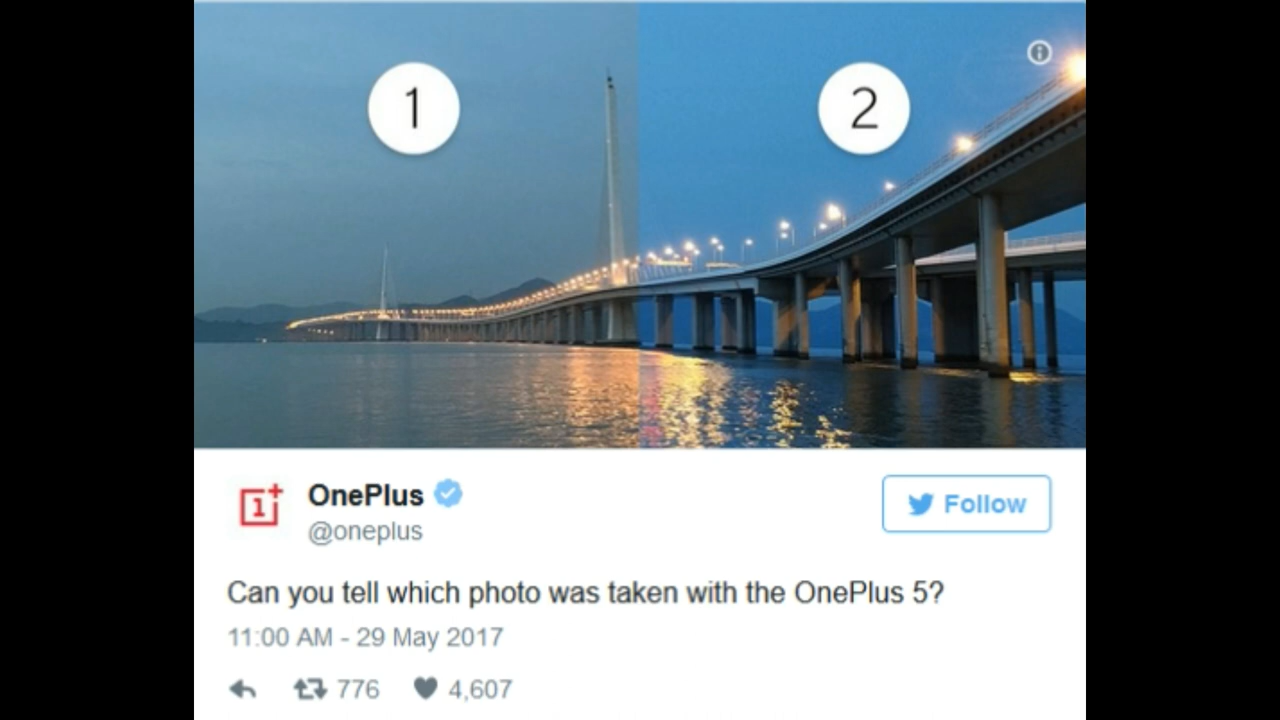 1
2
1
OnePlus
@oneplus
Follow
Can you tell which photo was taken with the OnePlus 5?
11:00 AM - 29 May 2017
776
4,607